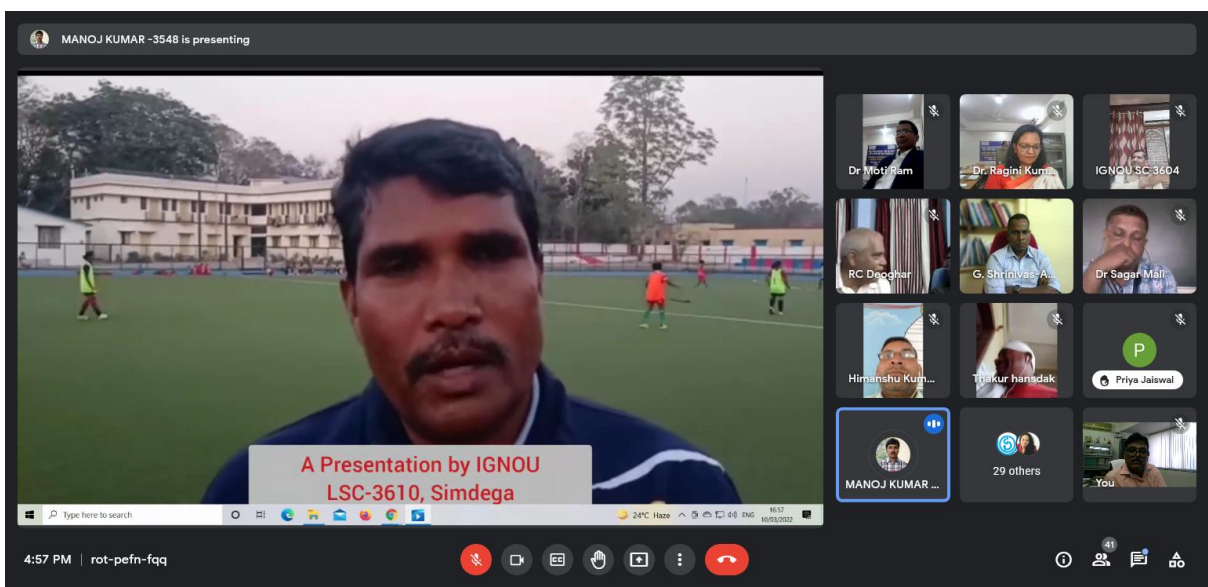 MANOJ KUMAR -3548 is presenting
A Presentation by IGNOU
LSC-3610, Simdega
Type here to search
24°C Haze
ENG
16:57
10/03/2022
Dr Moti Ram
Dr. Ragini Kum...
IGNOU SC 3604
RC Deoghar
G. Shrinivas-A...
Dr Sagar Mali
Himanshu Kum...
Thakur hansdak
P
Priya Jaiswal
MANOJ KUMAR ...
29 others
You
4:57 PM | rot-pefn-fqq
CC
41